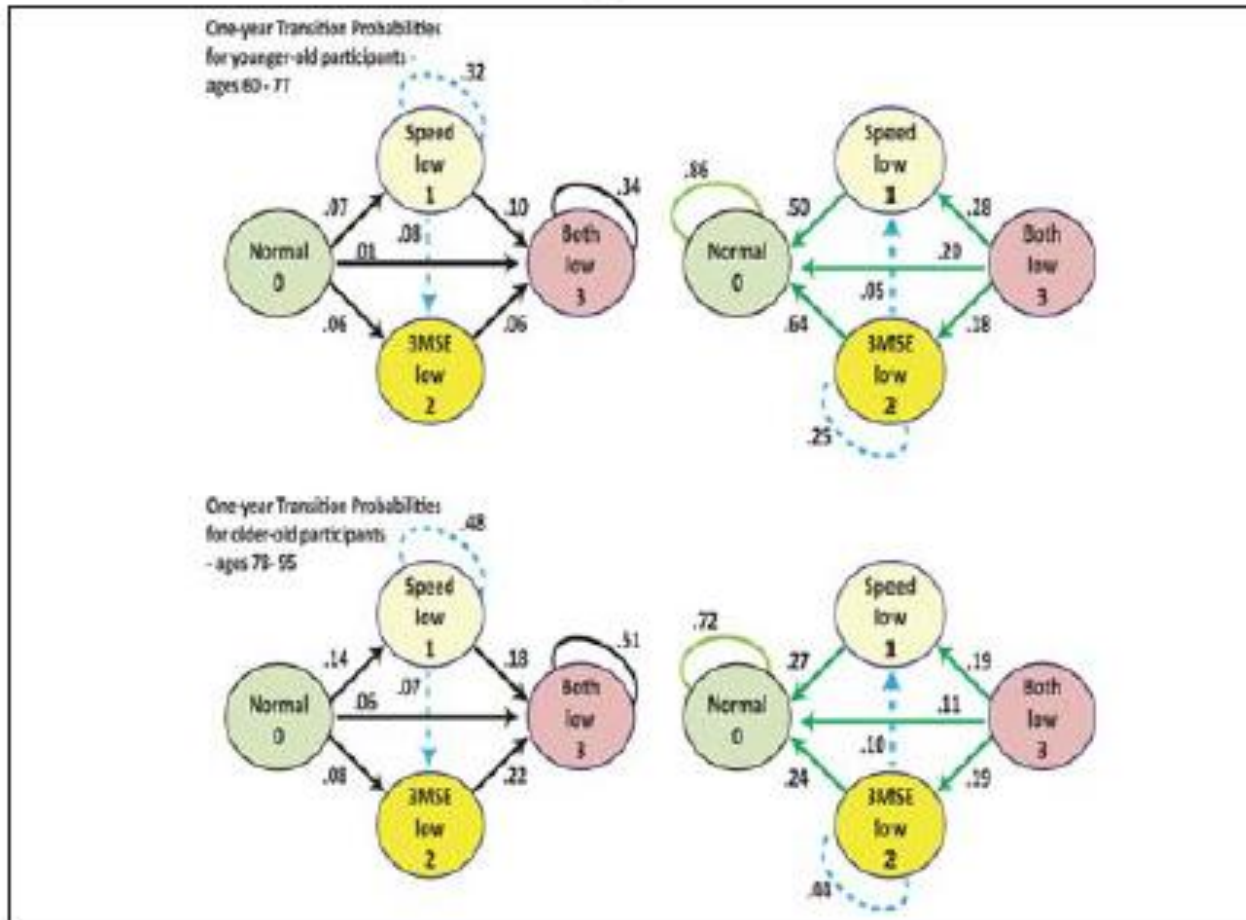 One-year Transition Probabilities
for younger-old participants -
ages 60 - 77
.32
Speed
low
1
.07
.10
.34
.08
Normal
0
.01
Both
low
3
.06
.06
3MSE
low
2
Speed
low
1
.86
.50
.28
Normal
0
.20
Both
low
3
.05
.64
.18
3MSE
low
2
.25
One-year Transition Probabilities
for older-old participants
- ages 78- 95
.48
Speed
low
1
.14
.18
.51
.07
Normal
0
.06
Both
low
3
.08
.22
3MSE
low
2
Speed
low
1
.72
.27
.19
Normal
0
.11
Both
low
3
.10
.24
.19
3MSE
low
2
.44